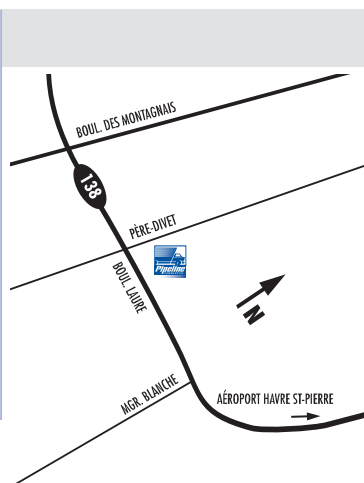 BOUL. DES MONTAGNAIS
138
PÈRE-DIVET
Pipeline
BOUL. LAURE
N
MGR. BLANCHE
AÉROPORT HAVRE ST-PIERRE